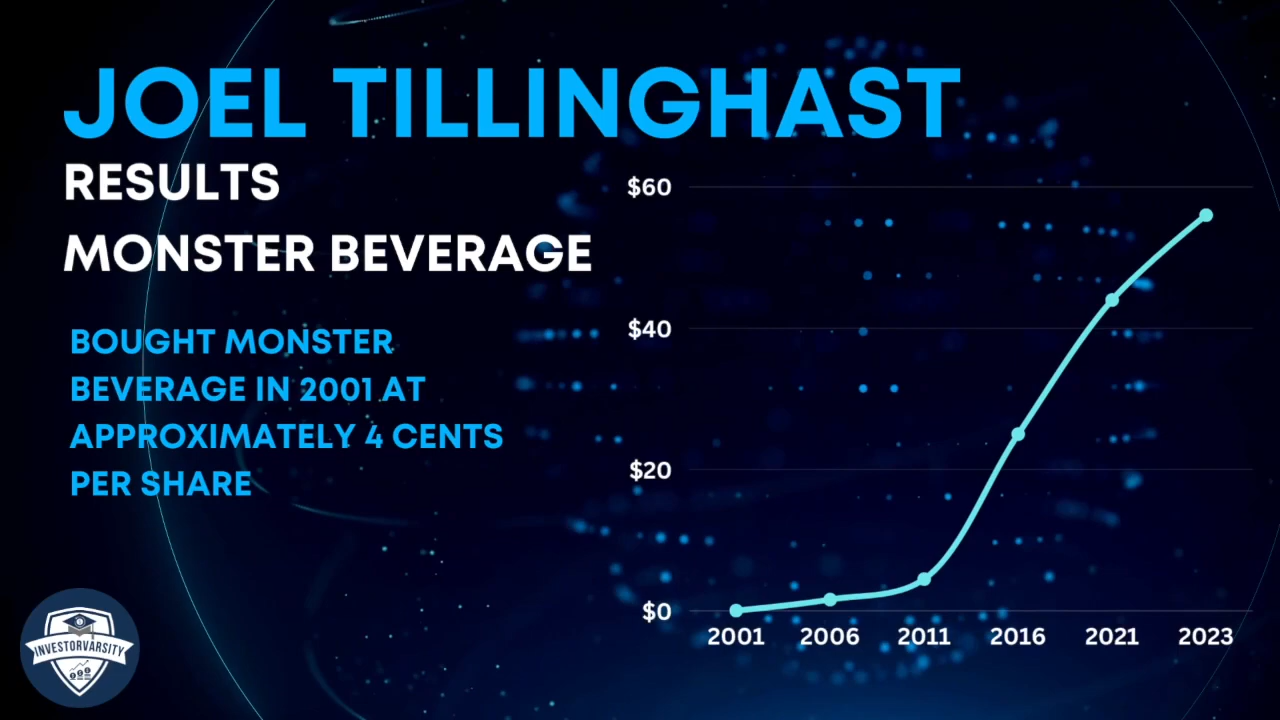 JOEL TILLINGHAST
RESULTS
MONSTER BEVERAGE
BOUGHT MONSTER
BEVERAGE IN 2001 AT
APPROXIMATELY 4 CENTS
PER SHARE
$60
$40
$20
$0
2001 2006 2011 2016 2021 2023
INVESTORVARSITY